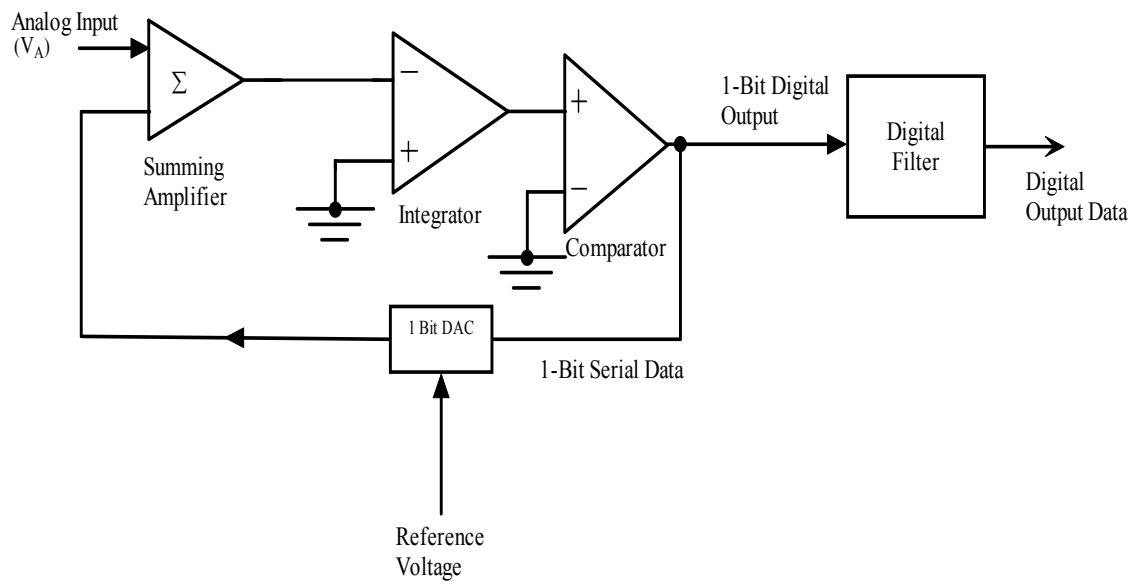 Analog Input
(VA)
Σ
Summing
Amplifier
−
+
Integrator
+
−
Comparator
1-Bit Digital
Output
Digital
Filter
Digital
Output Data
1 Bit DAC
1-Bit Serial Data
Reference
Voltage